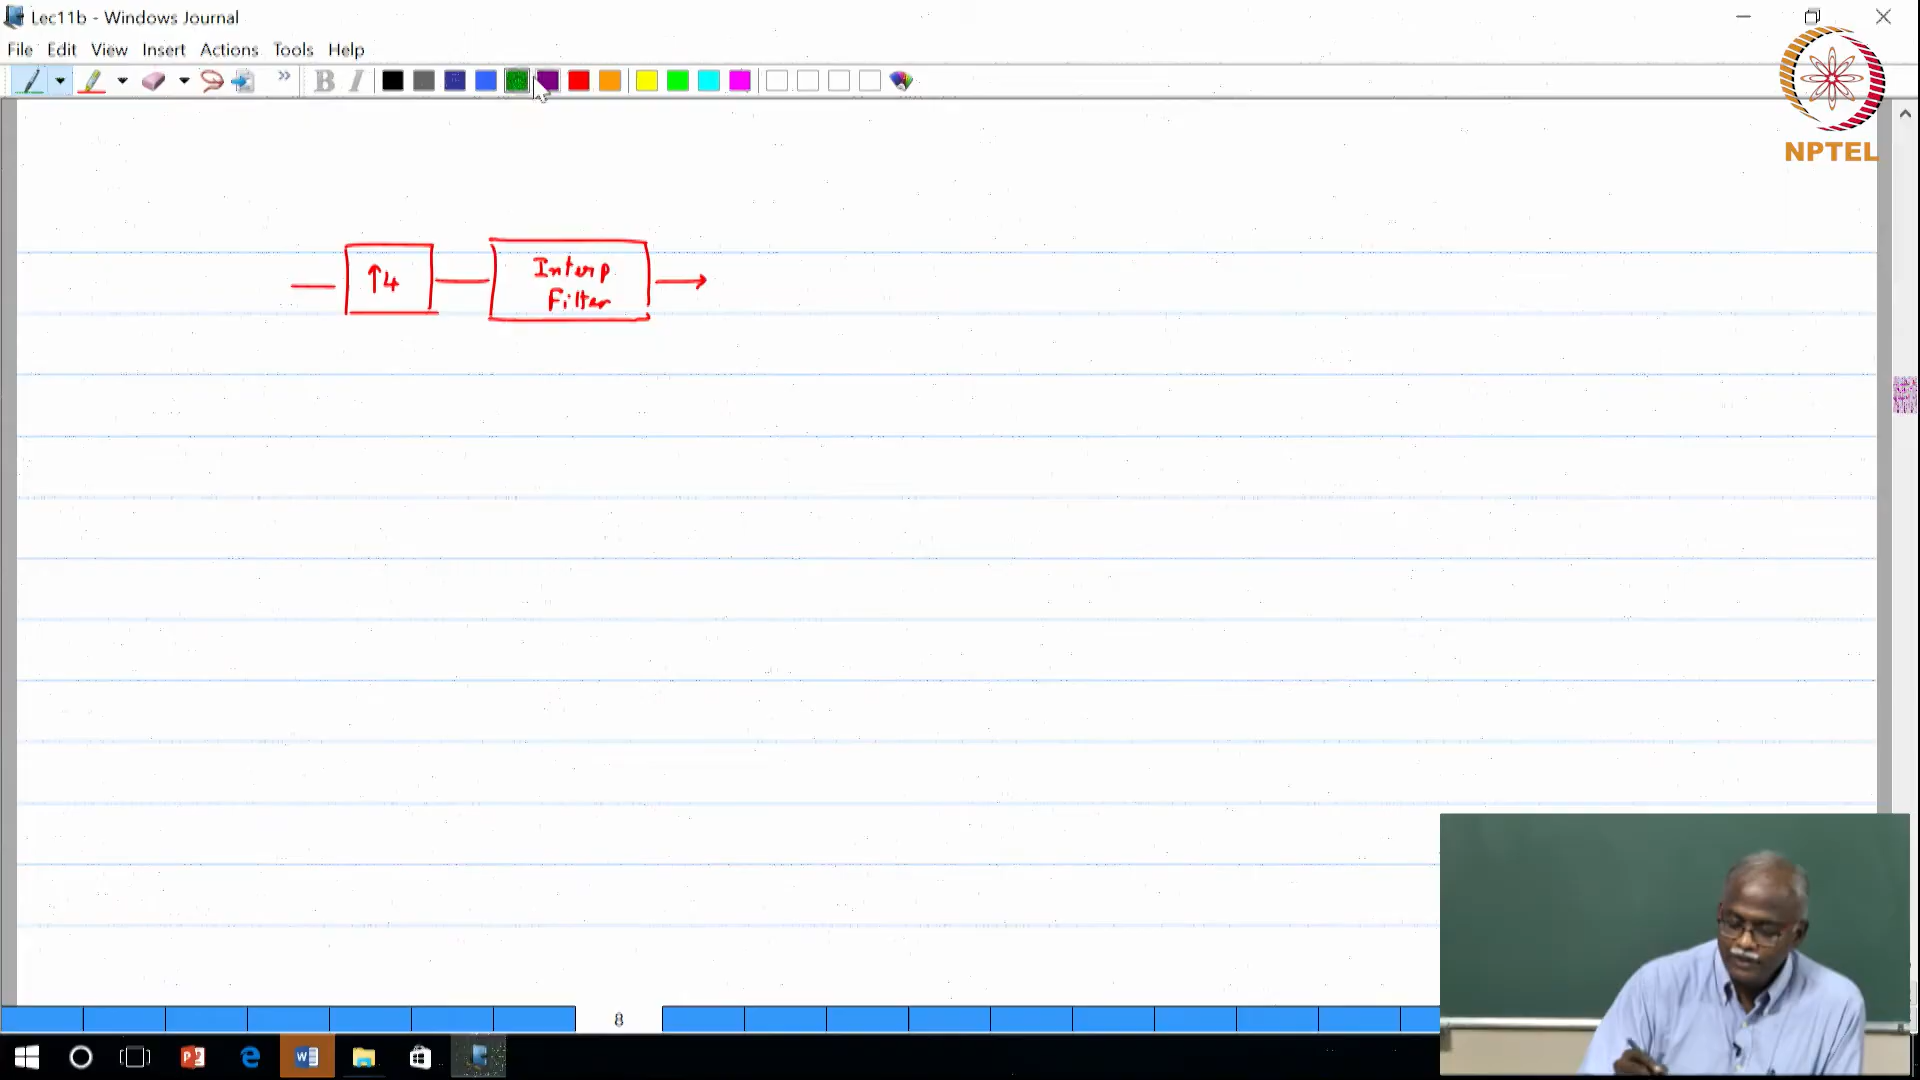 Lec11b - Windows Journal
File Edit View Insert Actions Tools Help
B I
NPTEL
↑4
Interp
Filter
8